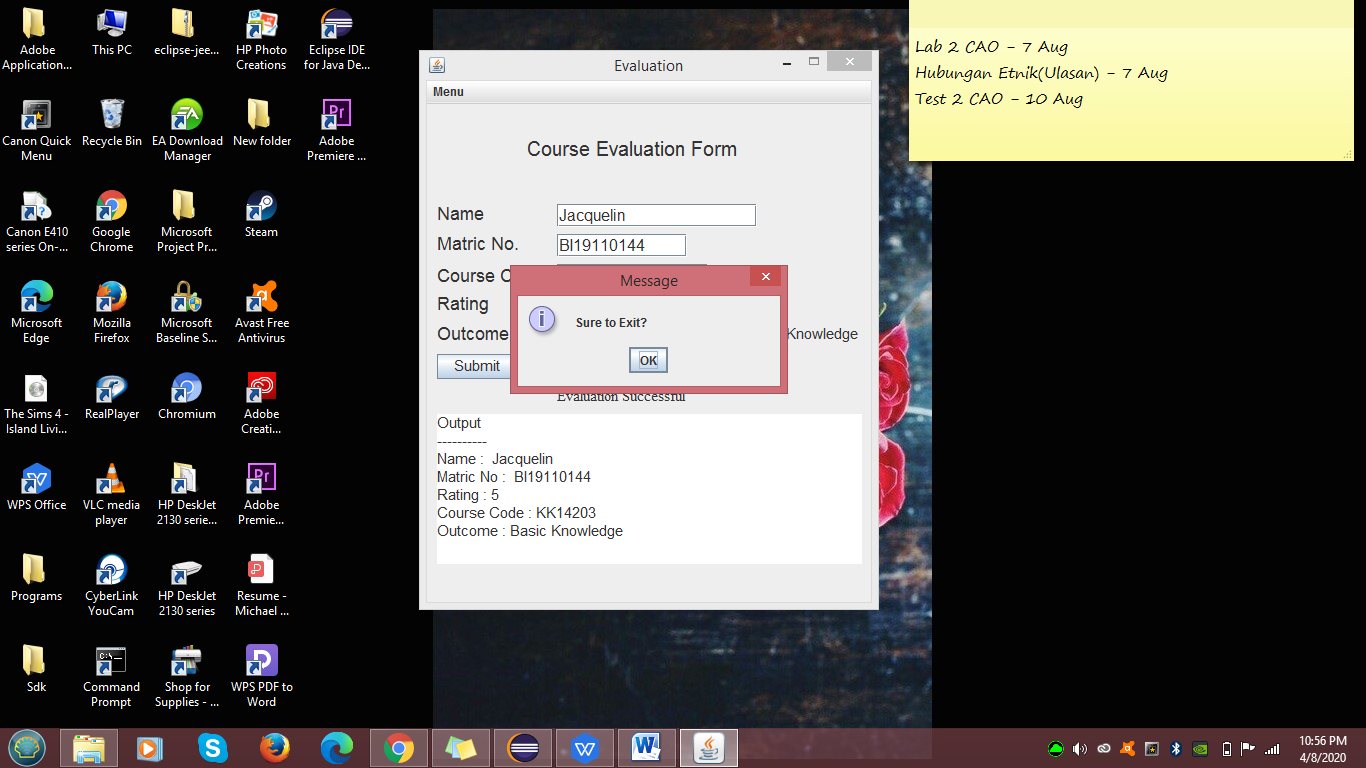 Adobe
Application...
This PC
eclipse-jee...
HP Photo
Creations
Eclipse IDE
for Java De...
Canon Quick
Menu
Recycle Bin
EA Download
Manager
New folder
Adobe
Premiere ...
Canon E410
series On-...
Google
Chrome
Microsoft
Project Pr...
Steam
Microsoft
Edge
Mozilla
Firefox
Microsoft
Baseline S...
Avast Free
Antivirus
The Sims 4 -
Island Livi...
RealPlayer
Chromium
Adobe
Creati...
WPS Office
VLC media
player
HP DeskJet
2130 serie...
Adobe
Premie...
Programs
CyberLink
YouCam
HP DeskJet
2130 series
Resume -
Michael ...
Sdk
Command
Prompt
Shop for
Supplies - ...
WPS PDF to
Word
Evaluation
Menu
Course Evaluation Form
Name
Jacquelin
Matric No.
BI19110144
Course C
Rating
Outcome
Knowledge
Submit
Message
Sure to Exit?
OK
Evaluation Successful
Output
----------
Name :  Jacquelin
Matric No :  BI19110144
Rating : 5
Course Code : KK14203
Outcome : Basic Knowledge
Lab 2 CAO - 7 Aug
Hubungan Etnik(Ulasan) - 7 Aug
Test 2 CAO - 10 Aug
10:56 PM
4/8/2020